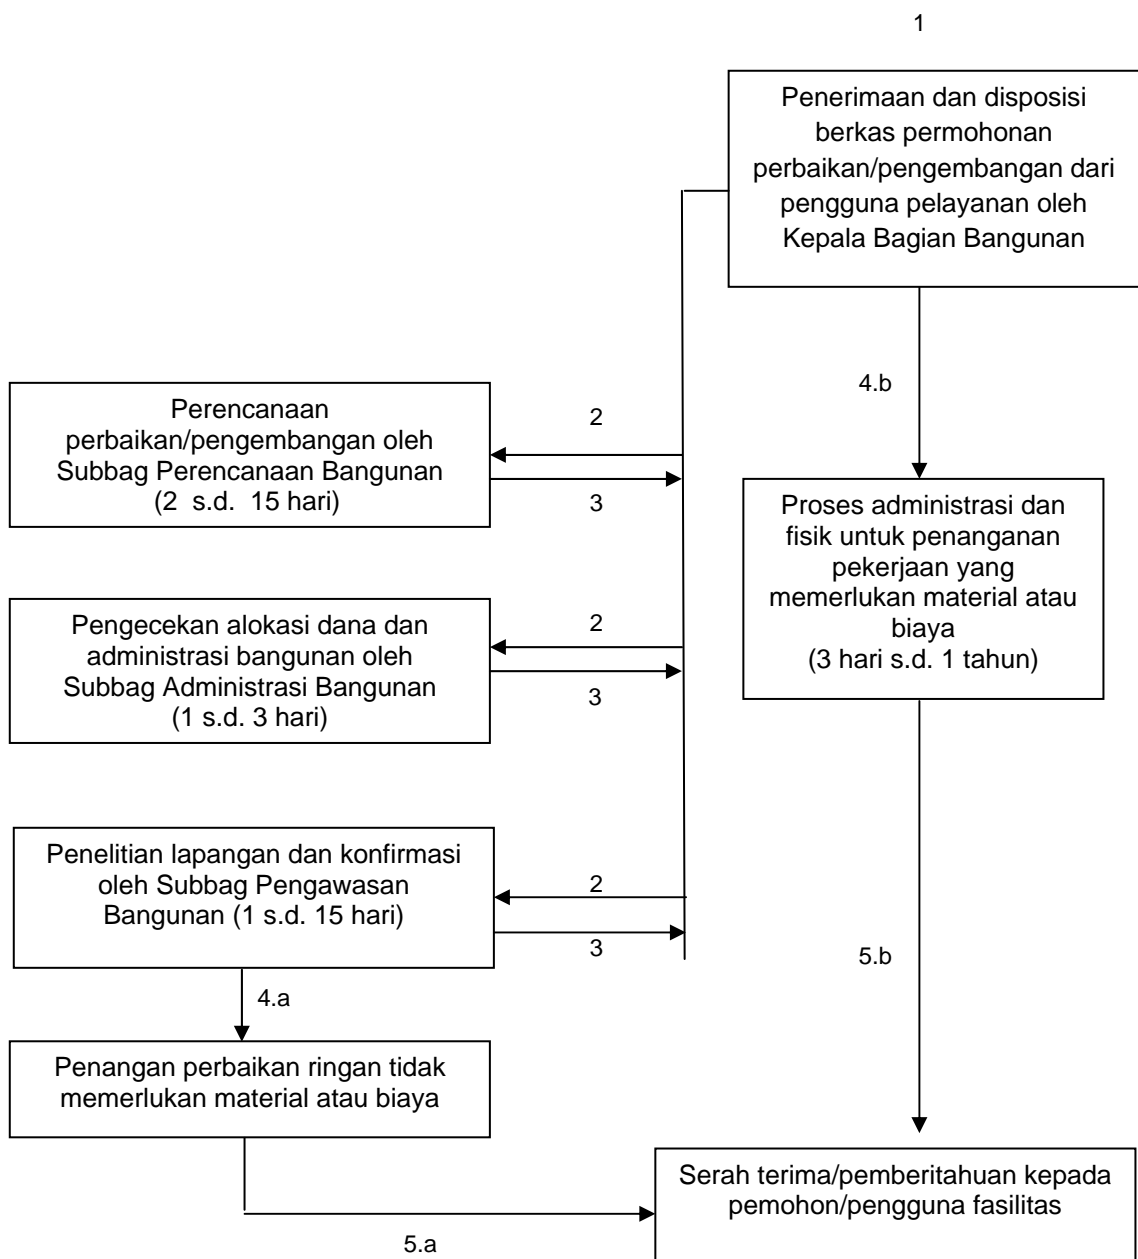 1
Penerimaan dan disposisi
berkas permohonan
perbaikan/pengembangan dari
pengguna pelayanan oleh
Kepala Bagian Bangunan
4.b
Perencanaan
perbaikan/pengembangan oleh
Subbag Perencanaan Bangunan
(2 s.d. 15 hari)
2
3
Proses administrasi dan
fisik untuk penanganan
pekerjaan yang
memerlukan material atau
biaya
(3 hari s.d. 1 tahun)
Pengecekan alokasi dana dan
administrasi bangunan oleh
Subbag Administrasi Bangunan
(1 s.d. 3 hari)
2
3
Penelitian lapangan dan konfirmasi
oleh Subbag Pengawasan
Bangunan (1 s.d. 15 hari)
2
3
5.b
4.a
Penangan perbaikan ringan tidak
memerlukan material atau biaya
Serah terima/pemberitahuan kepada
pemohon/pengguna fasilitas
5.a